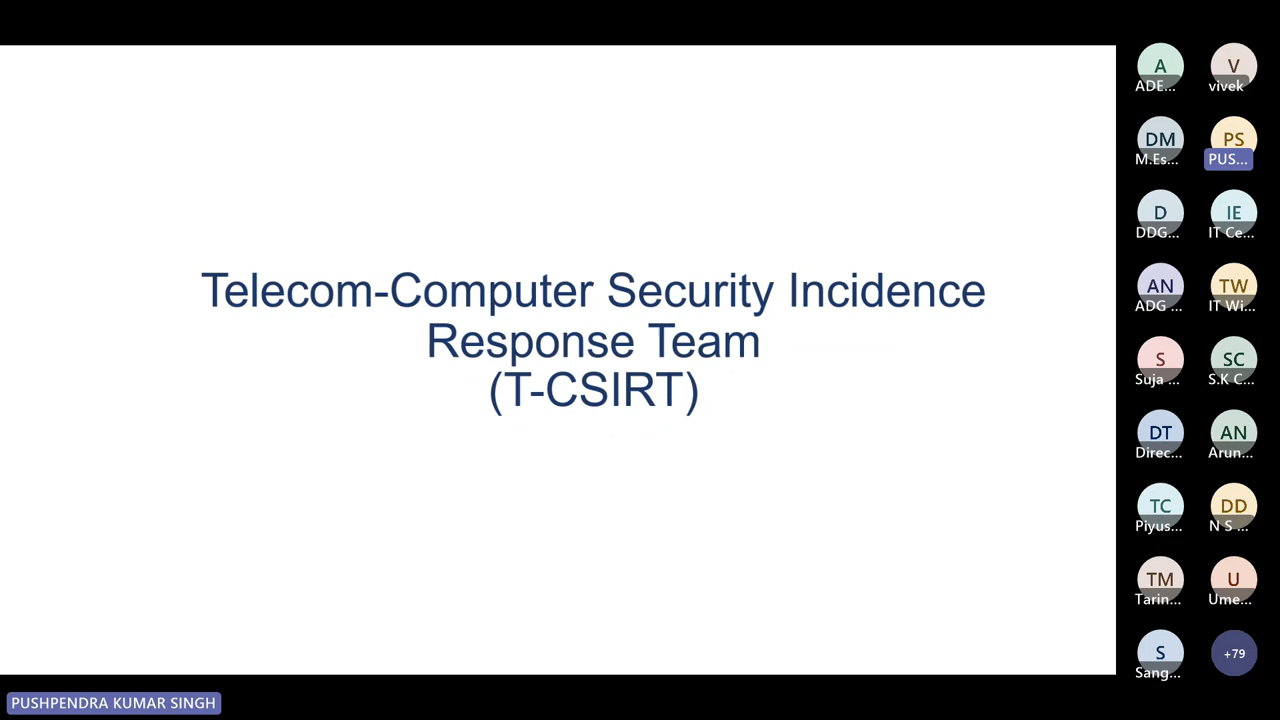 Telecom-Computer Security Incidence
Response Team
(T-CSIRT)
A
ADE...
V
vivek
DM
M.Es...
PS
PUS...
D
DDG...
IE
IT Ce...
AN
ADG ...
TW
IT Wi...
S
Suja ...
SC
S.K C...
DT
Direc...
AN
Arun...
TC
Piyus...
DD
N S ...
TM
Tarin...
U
Ume...
S
Sang...
+79
PUSHPENDRA KUMAR SINGH